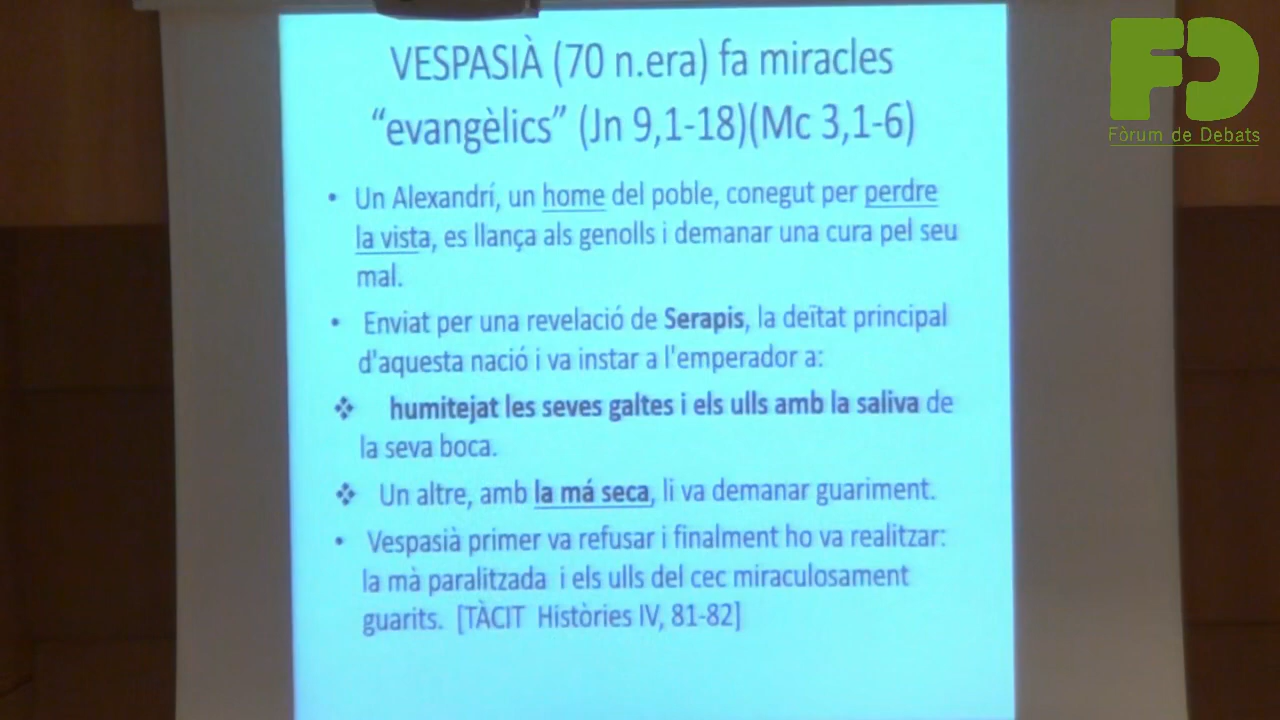 VESPASIÀ (70 n.era) fa miracles
“evangèlics” (Jn 9,1-18)(Mc 3,1-6)
• Un Alexandrí, un home del poble, conegut per perdre
la vista, es llança als genolls i demanar una cura pel seu
mal.
• Enviat per una revelació de Serapis, la deïtat principal
d'aquesta nació i va instar a l'emperador a:
❖ humitejat les seves galtes i els ulls amb la saliva de
la seva boca.
❖ Un altre, amb la má seca, li va demanar guariment.
• Vespasià primer va refusar i finalment ho va realitzar:
la mà paralitzada i els ulls del cec miraculosament
guarits. [TÀCIT Històries IV, 81-82]
FD
Fòrum de Debats